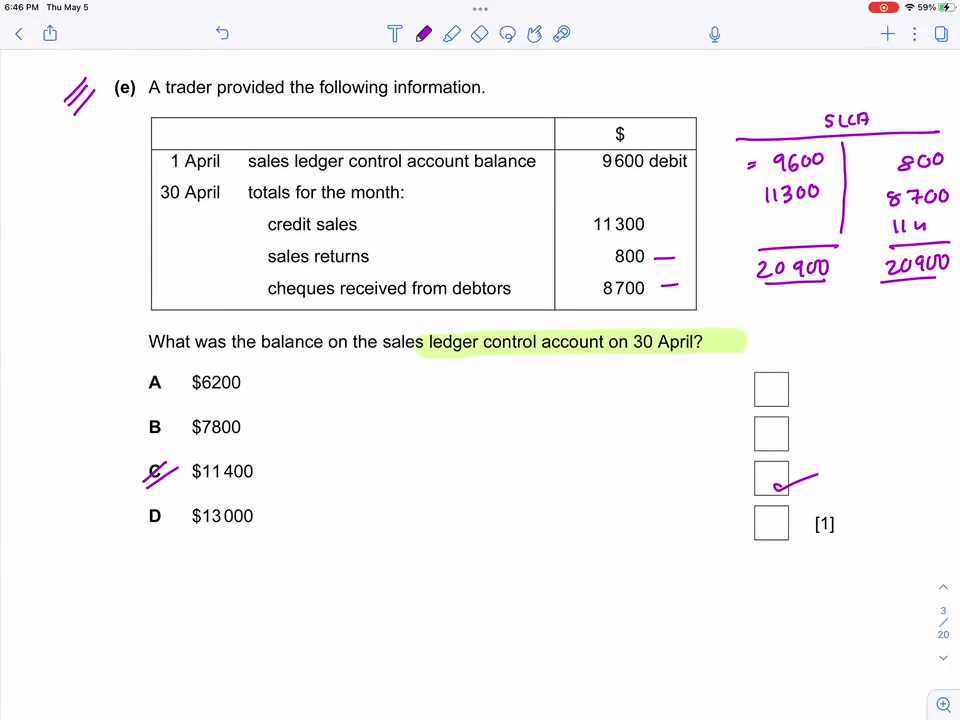 6:46 PM Thu May 5
59%
(e) A trader provided the following information.
$
1 April sales ledger control account balance 9 600 debit
30 April totals for the month:
credit sales 11 300
sales returns 800
cheques received from debtors 8 700
SLCA
= 9600 800
11300 8700
114
20900 20900
What was the balance on the sales ledger control account on 30 April?
A $6200
B $7800
C $11 400
D $13 000
[1]
3
/
20